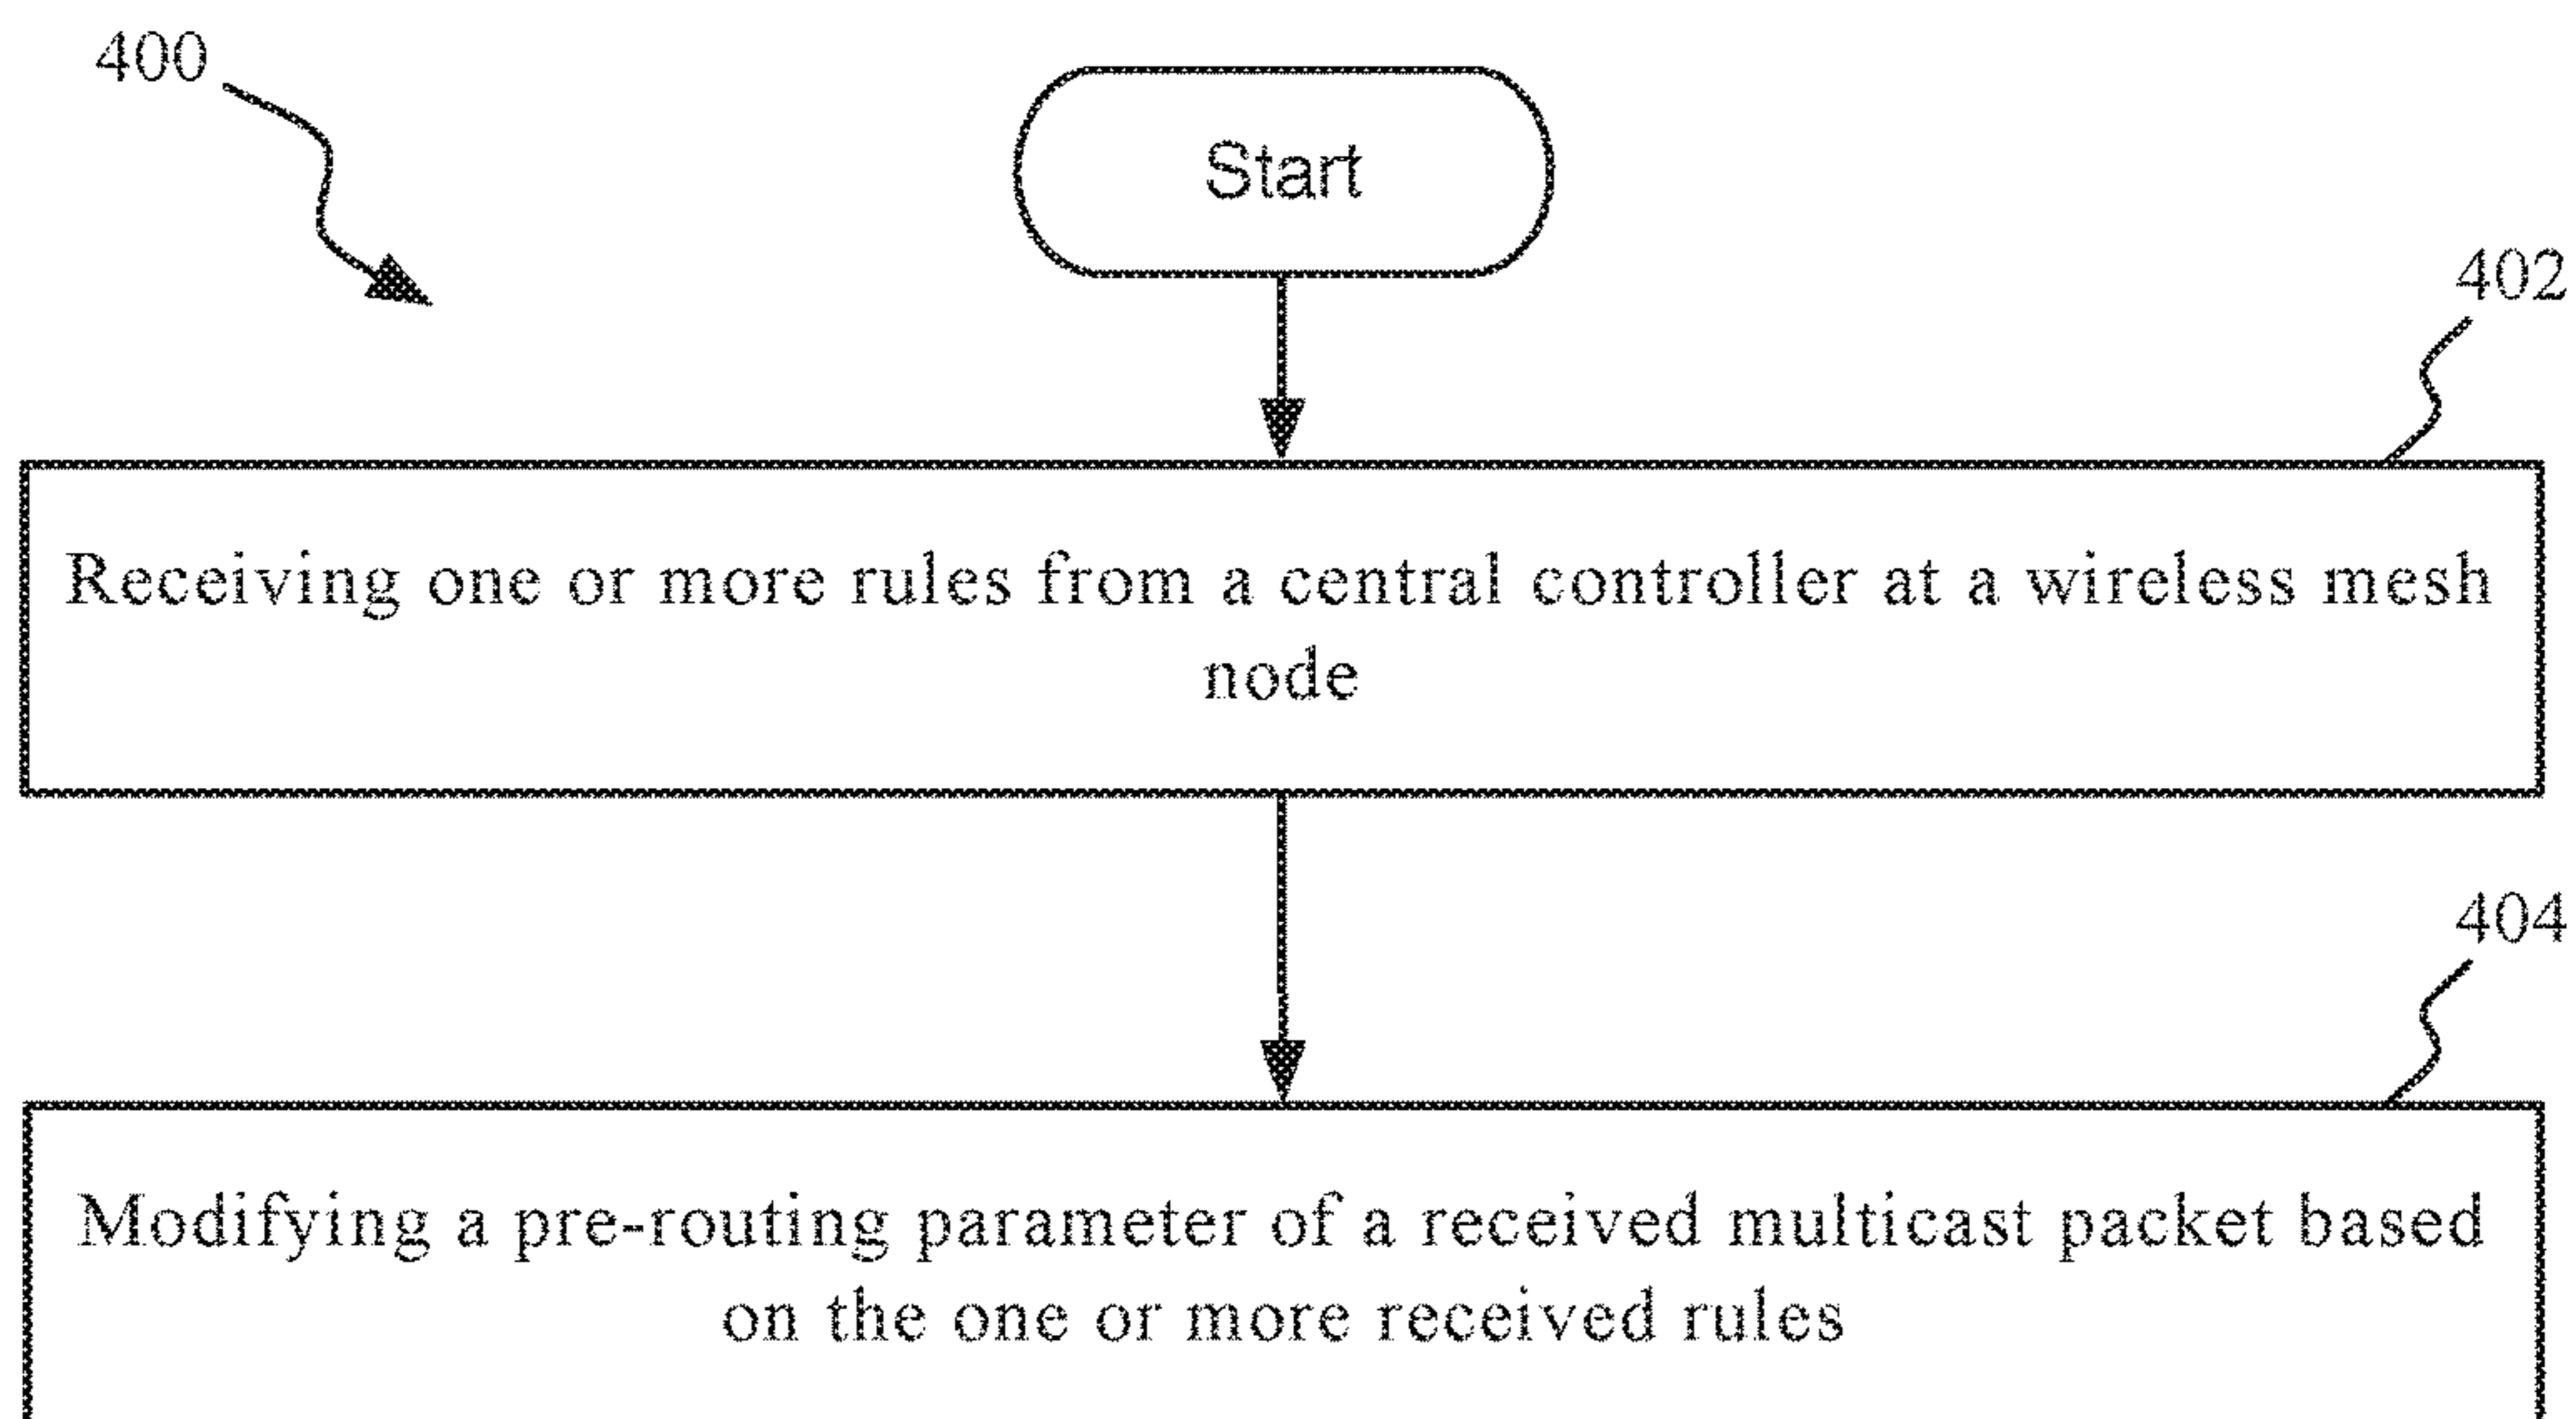 400
Start
402
Receiving one or more rules from a central controller at a wireless mesh
node
404
Modifying a pre-routing parameter of a received multicast packet based
on the one or more received rules